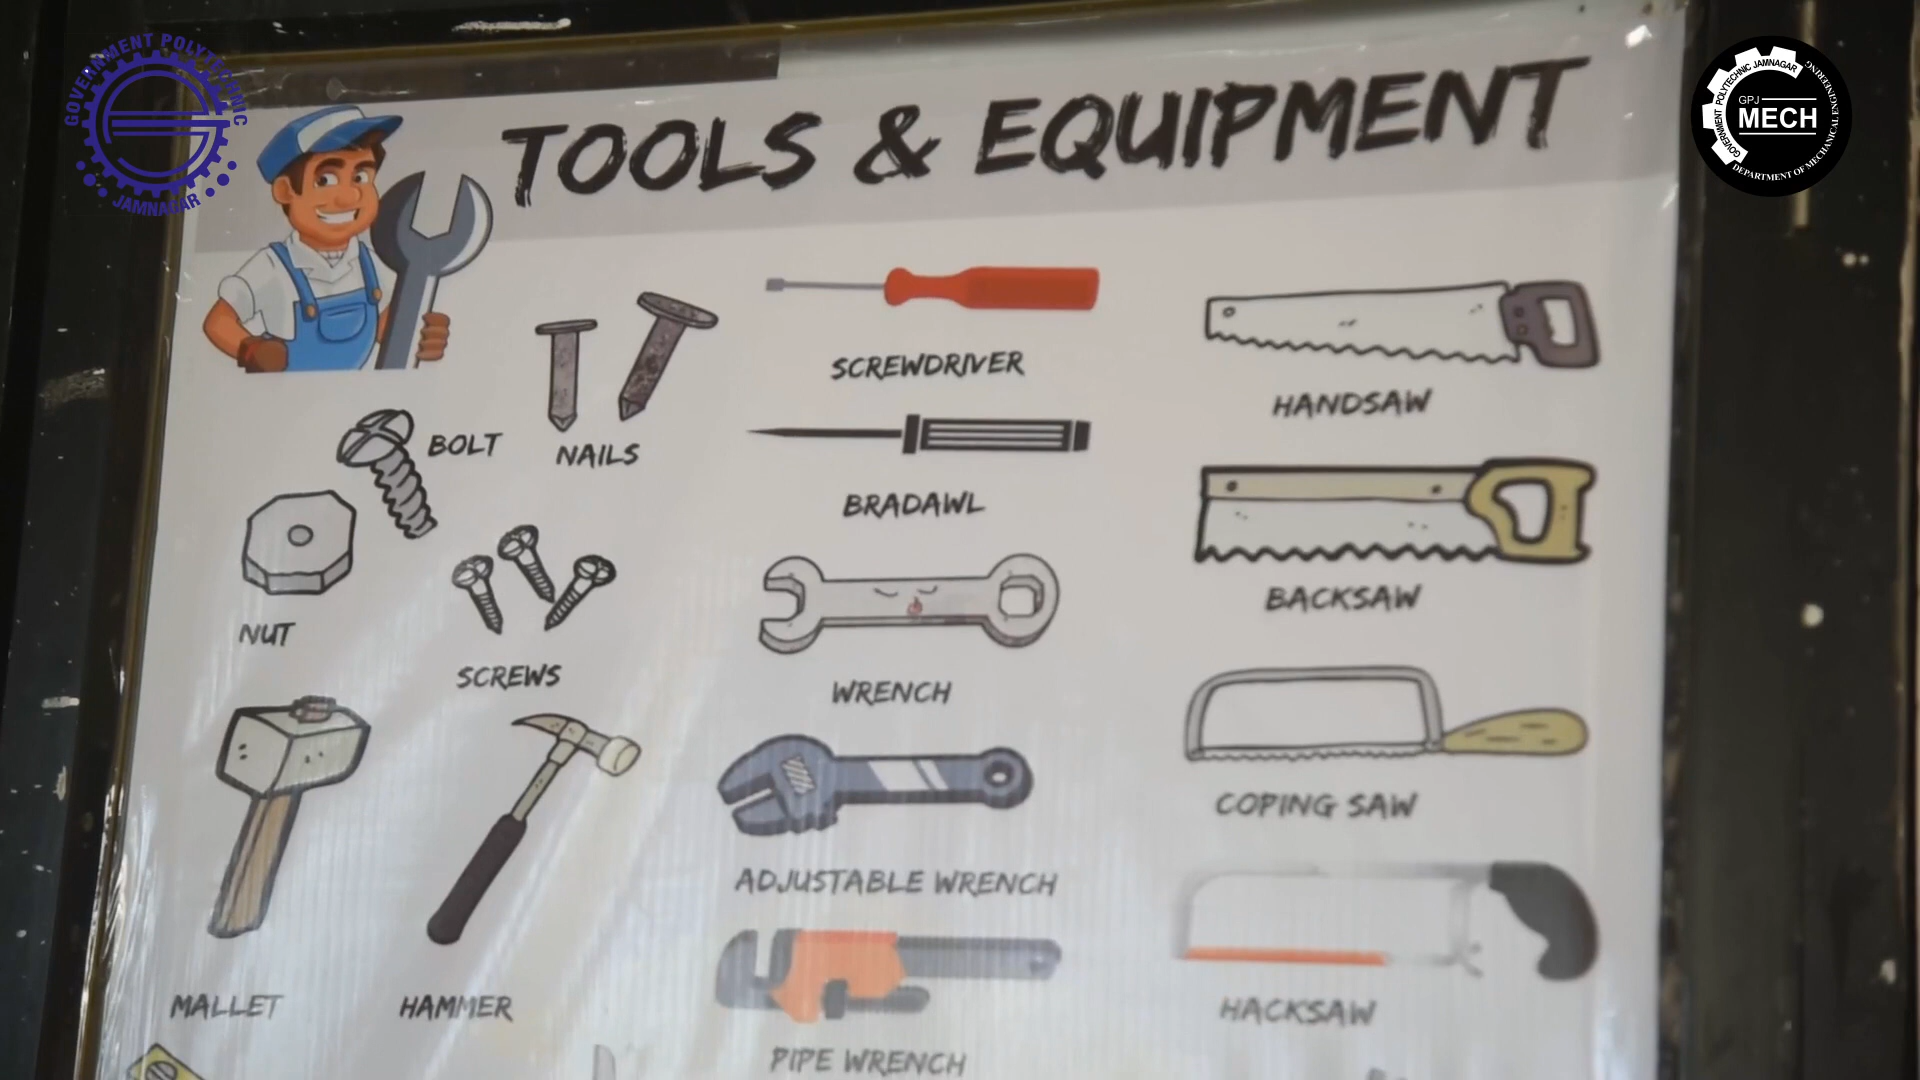 GOVERNMENT POLYTECHNIC
JAMNAGAR
TOOLS & EQUIPMENT
GOVERNMENT POLYTECHNIC JAMNAGAR
GPJ
MECH
DEPARTMENT OF MECHANICAL ENGINEERING
BOLT
NAILS
NUT
SCREWS
MALLET
HAMMER
SCREWDRIVER
BRADAWL
WRENCH
ADJUSTABLE WRENCH
PIPE WRENCH
HANDSAW
BACKSAW
COPING SAW
HACKSAW